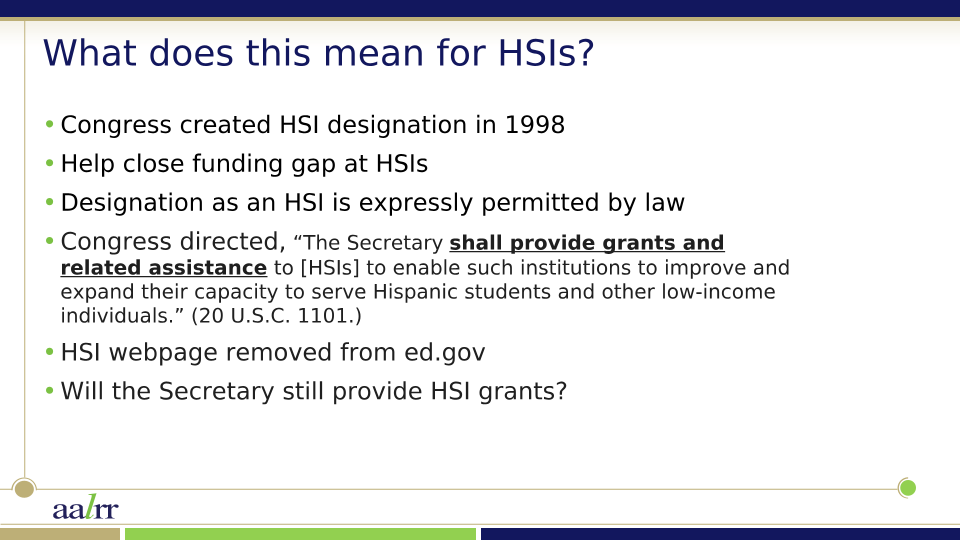 What does this mean for HSIs?
• Congress created HSI designation in 1998
• Help close funding gap at HSIs
• Designation as an HSI is expressly permitted by law
• Congress directed, “The Secretary shall provide grants and
related assistance to [HSIs] to enable such institutions to improve and
expand their capacity to serve Hispanic students and other low-income
individuals.” (20 U.S.C. 1101.)
• HSI webpage removed from ed.gov
• Will the Secretary still provide HSI grants?
aalrr